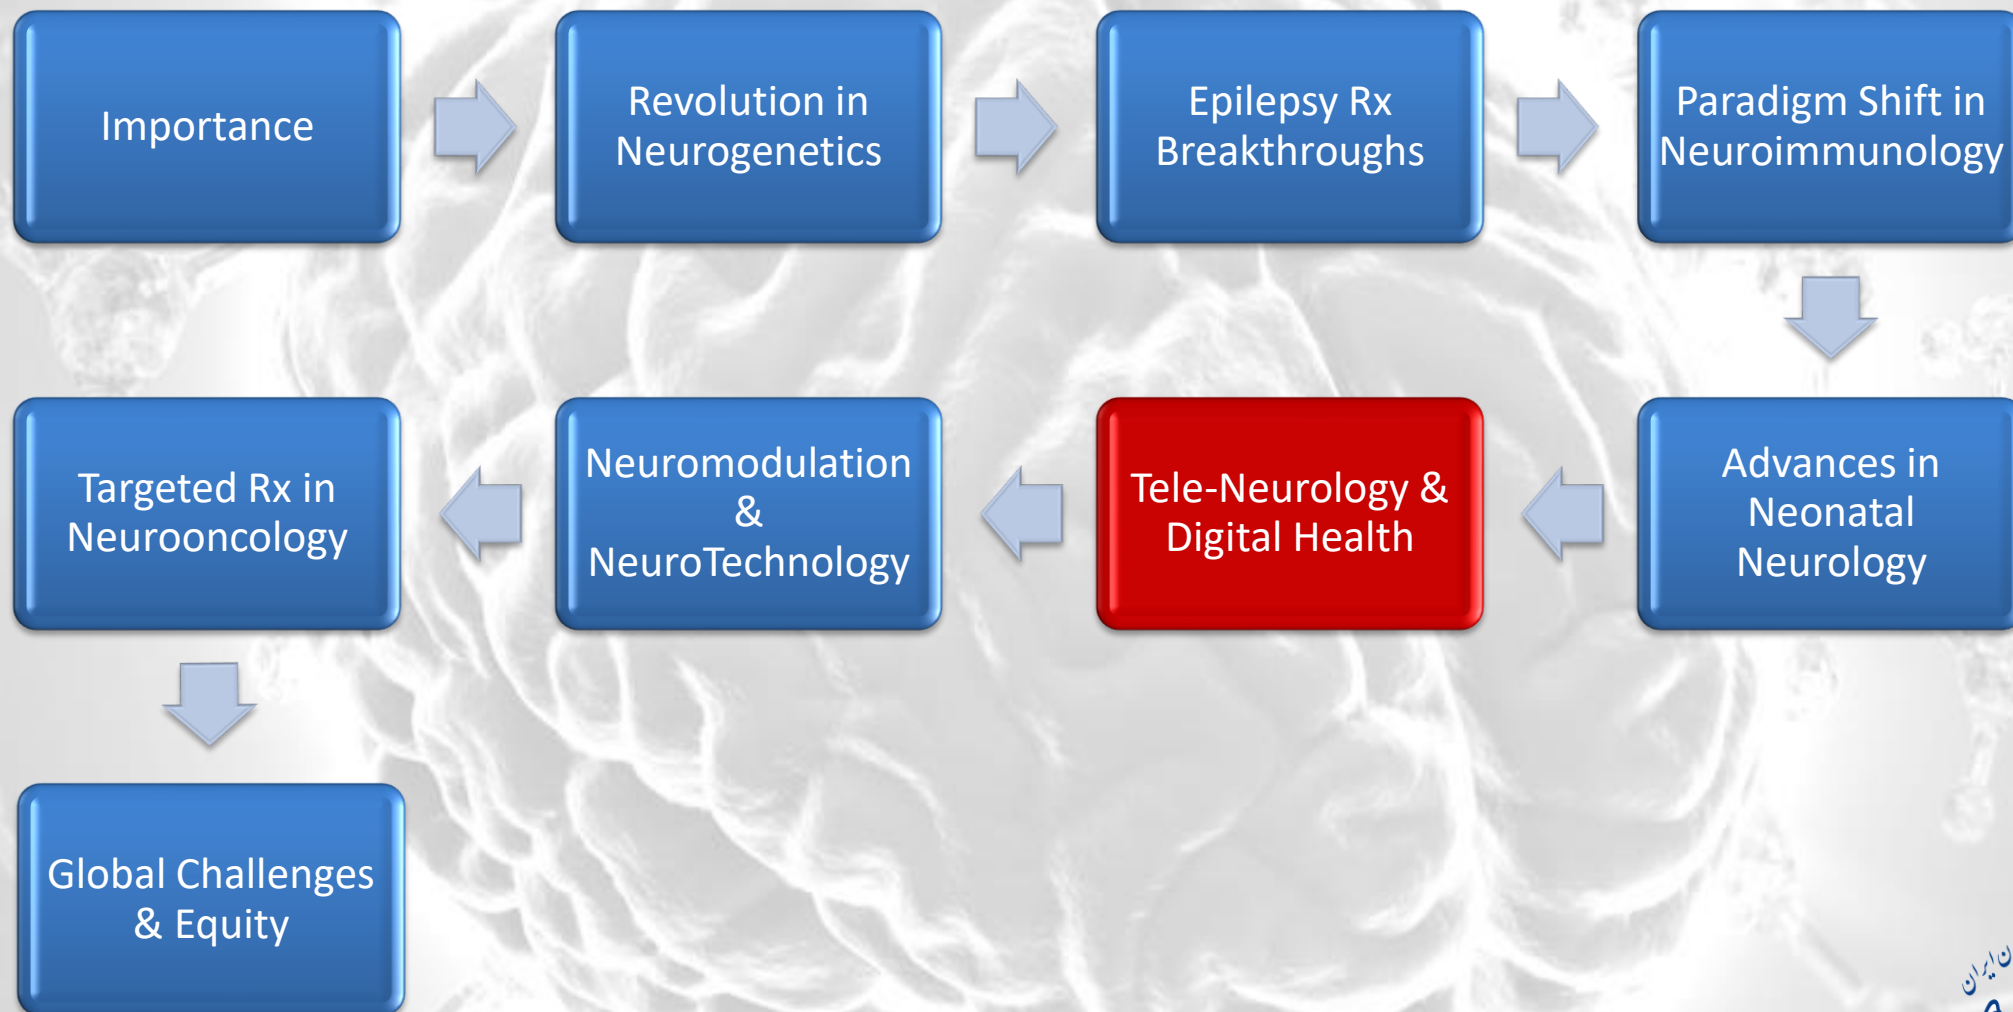 Importance
Revolution in
Neurogenetics
Epilepsy Rx
Breakthroughs
Paradigm Shift in
Neuroimmunology
Advances in
Neonatal
Neurology
Tele-Neurology &
Digital Health
Neuromodulation
&
NeuroTechnology
Targeted Rx in
Neurooncology
Global Challenges
& Equity